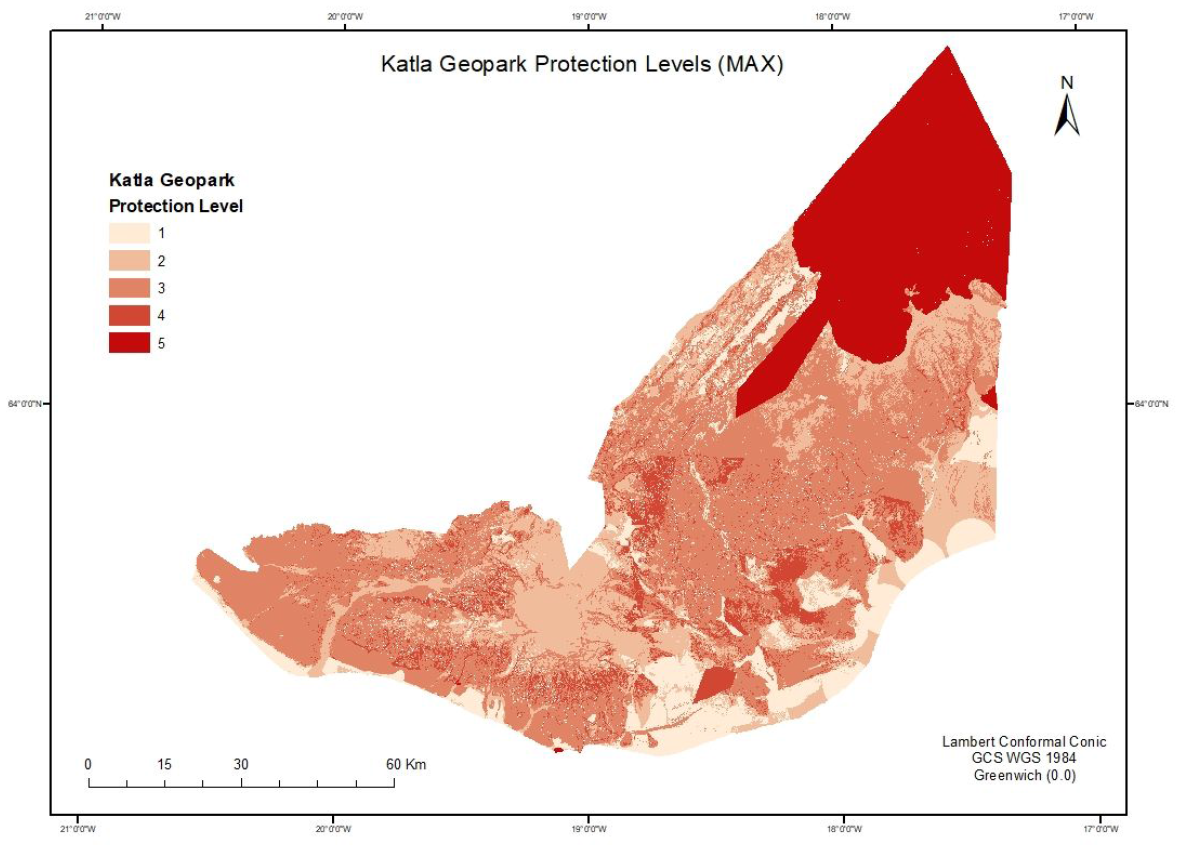 21°0'0"W 20°0'0"W 19°0'0"W 18°0'0"W 17°0'0"W
Katla Geopark Protection Levels (MAX)
N
Katla Geopark
Protection Level
1
2
3
4
5
64°0'0"N 64°0'0"N
Lambert Conformal Conic
GCS WGS 1984
Greenwich (0.0)
0 15 30 60 Km
21°0'0"W 20°0'0"W 19°0'0"W 18°0'0"W 17°0'0"W